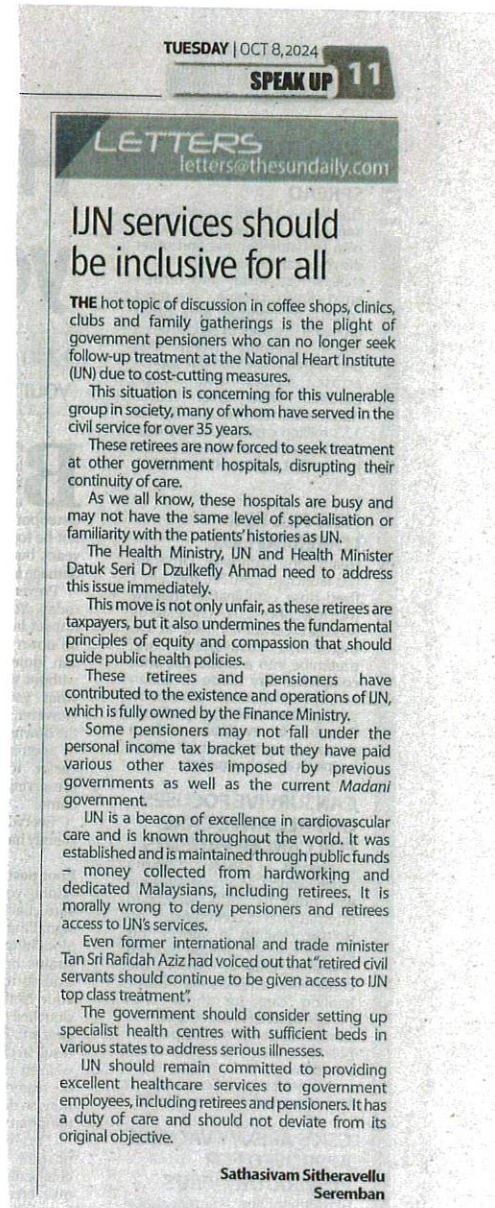 TUESDAY | OCT 8, 2024
SPEAK UP 11
LETTERS
letters@thesundaily.com
IJN services should
be inclusive for all
THE hot topic of discussion in coffee shops, clinics,
clubs and family gatherings is the plight of
government pensioners who can no longer seek
follow-up treatment at the National Heart Institute
(IJN) due to cost-cutting measures.
This situation is concerning for this vulnerable
group in society, many of whom have served in the
civil service for over 35 years.
These retirees are now forced to seek treatment
at other government hospitals, disrupting their
continuity of care.
As we all know, these hospitals are busy and
may not have the same level of specialisation or
familiarity with the patients' histories as IJN.
The Health Ministry, IJN and Health Minister
Datuk Seri Dr Dzulkefly Ahmad need to address
this issue immediately.
This move is not only unfair, as these retirees are
taxpayers, but it also undermines the fundamental
principles of equity and compassion that should
guide public health policies.
These retirees and pensioners have
contributed to the existence and operations of IJN,
which is fully owned by the Finance Ministry.
Some pensioners may not fall under the
personal income tax bracket but they have paid
various other taxes imposed by previous
governments as well as the current Madani
government.
IJN is a beacon of excellence in cardiovascular
care and is known throughout the world. It was
established and is maintained through public funds
– money collected from hardworking and
dedicated Malaysians, including retirees. It is
morally wrong to deny pensioners and retirees
access to IJN's services.
Even former international and trade minister
Tan Sri Rafidah Aziz had voiced out that "retired civil
servants should continue to be given access to IJN
top class treatment".
The government should consider setting up
specialist health centres with sufficient beds in
various states to address serious illnesses.
IJN should remain committed to providing
excellent healthcare services to government
employees, including retirees and pensioners. It has
a duty of care and should not deviate from its
original objective.
Sathasivam Sitheravellu
Seremban